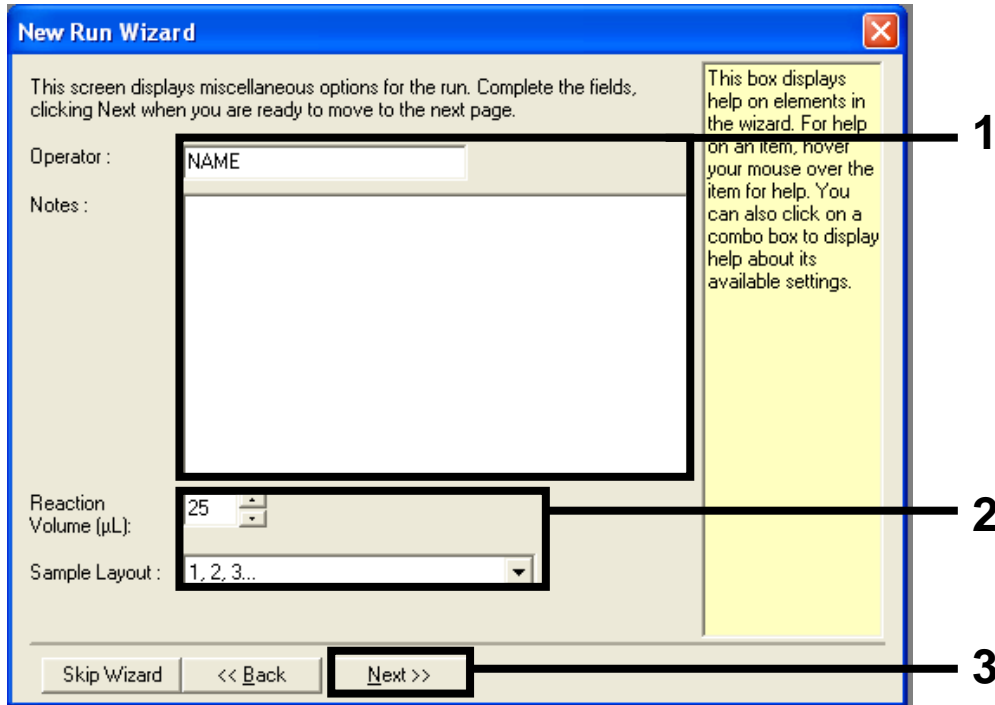 New Run Wizard
This screen displays miscellaneous options for the run. Complete the fields,
clicking Next when you are ready to move to the next page.
Operator :
NAME
Notes :
Reaction
Volume (µL):
25
Sample Layout :
1, 2, 3...
Skip Wizard
<< Back
Next >>
This box displays
help on elements in
the wizard. For help
on an item, hover
your mouse over the
item for help. You
can also click on a
combo box to display
help about its
available settings.
1
2
3